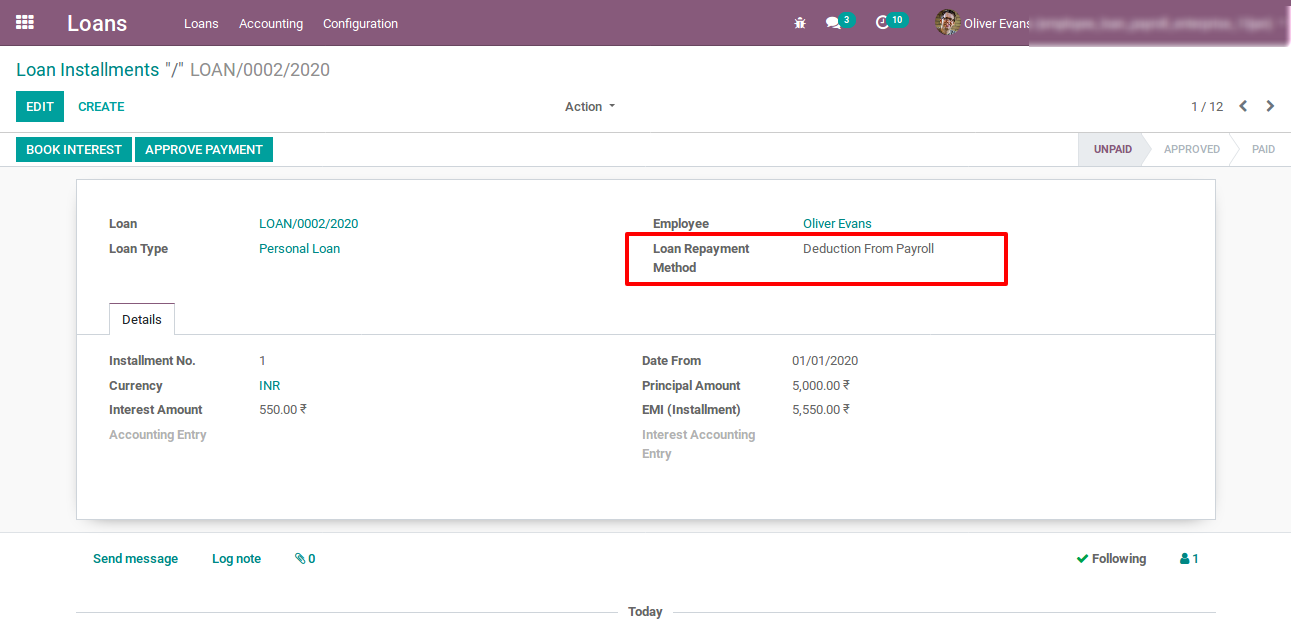 Loans Loans Accounting Configuration 3 10 Oliver Evans
Loan Installments "/" LOAN/0002/2020
EDIT CREATE Action 1 / 12
BOOK INTEREST APPROVE PAYMENT UNPAID APPROVED PAID
Loan LOAN/0002/2020 Employee Oliver Evans
Loan Type Personal Loan Loan Repayment Deduction From Payroll
Method
Details
Installment No. 1 Date From 01/01/2020
Currency INR Principal Amount 5,000.00 ₹
Interest Amount 550.00 ₹ EMI (Installment) 5,550.00 ₹
Accounting Entry Interest Accounting
Entry
Send message Log note 0 Following 1
Today